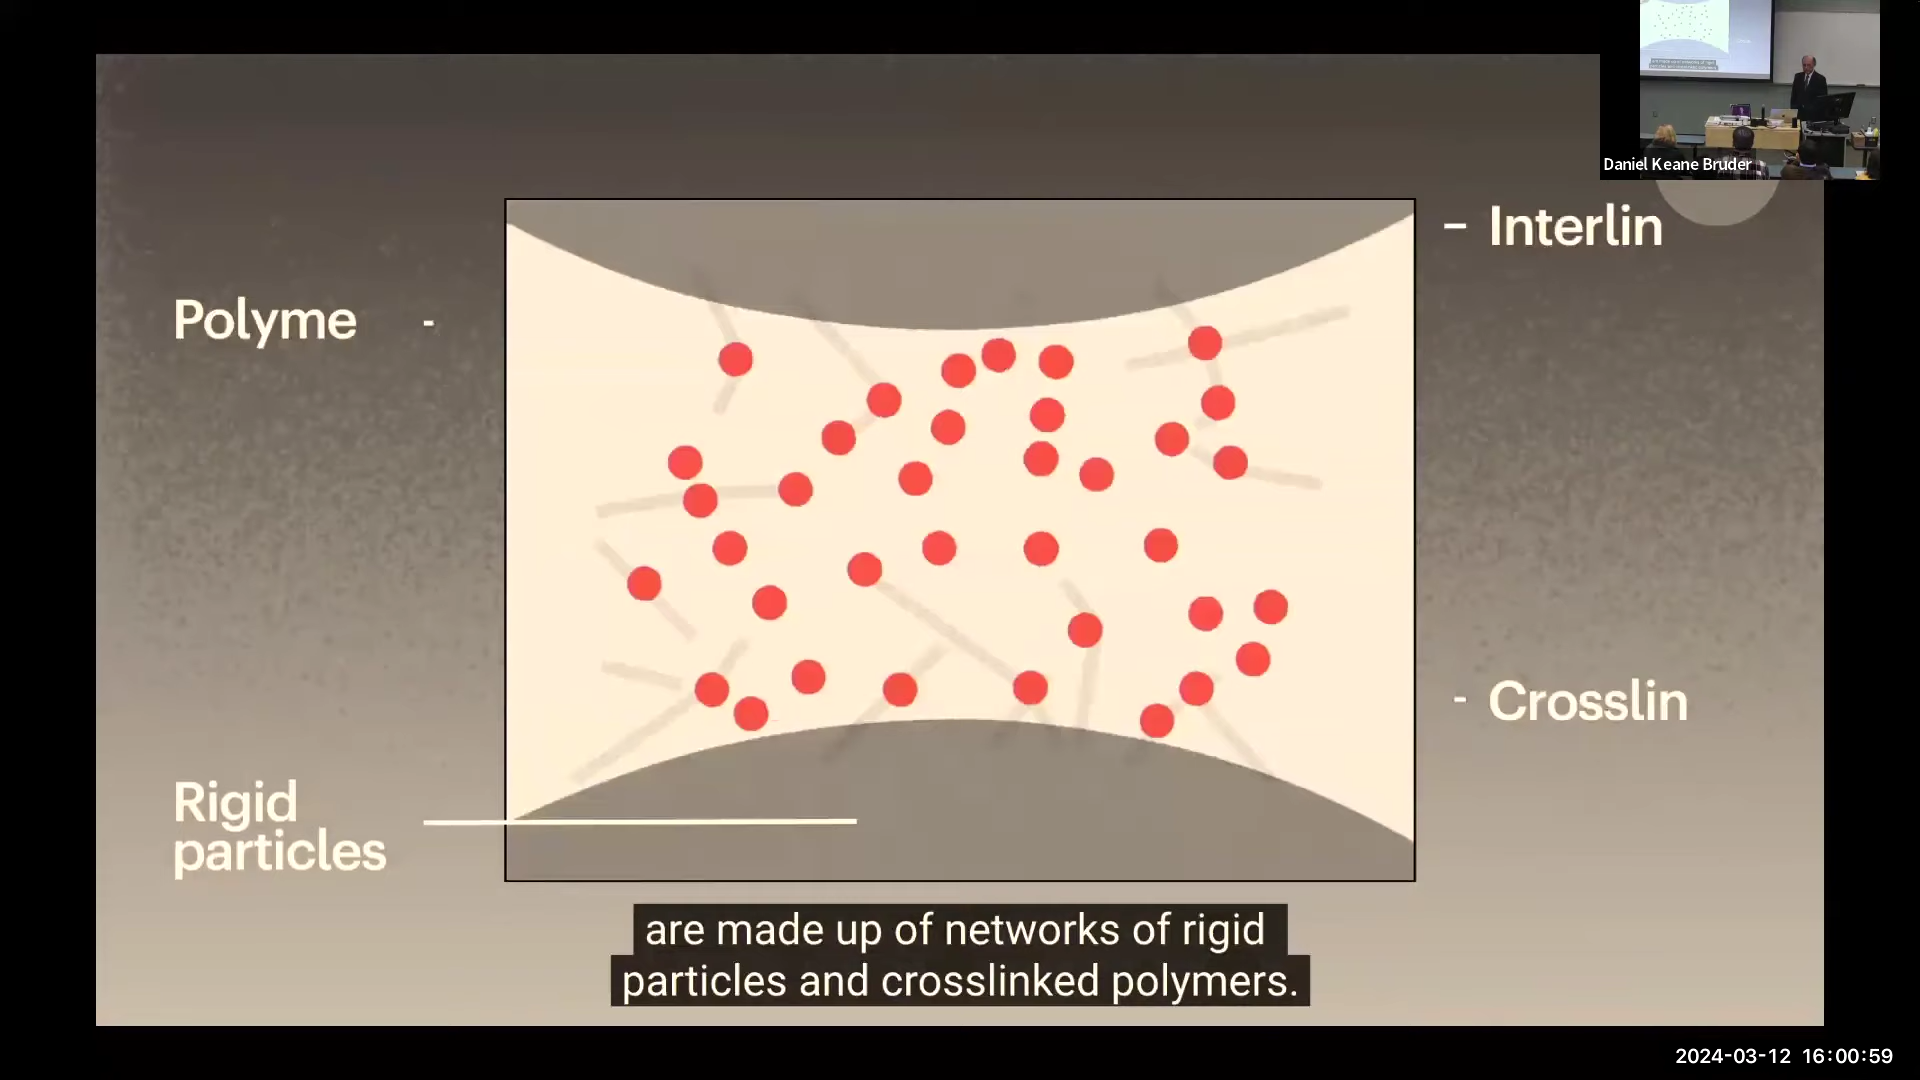 Daniel Keane Bruder
– Interlin
Polyme -
Crosslin
Rigid
particles
are made up of networks of rigid
particles and crosslinked polymers.
2024-03-12 16:00:59